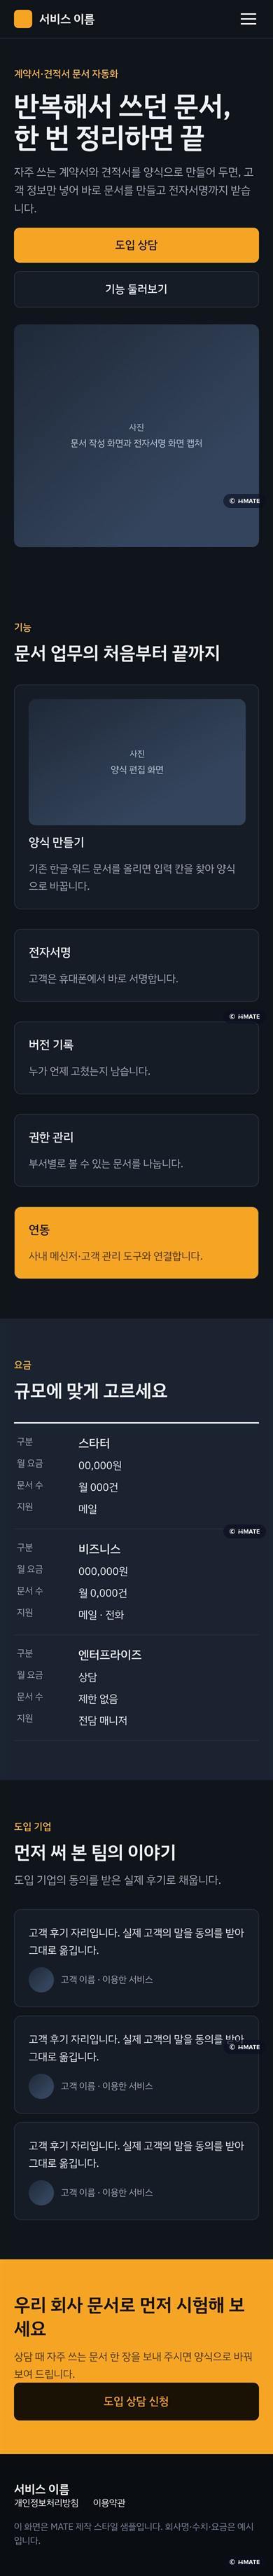 서비스 이름
계약서·견적서 문서 자동화
반복해서 쓰던 문서,
한 번 정리하면 끝
자주 쓰는 계약서와 견적서를 양식으로 만들어 두면, 고
객 정보만 넣어 바로 문서를 만들고 전자서명까지 받습
니다.
도입 상담
기능 둘러보기
사진
문서 작성 화면과 전자서명 화면 캡처
© HMATE
기능
문서 업무의 처음부터 끝까지
사진
양식 편집 화면
양식 만들기
기존 한글·워드 문서를 올리면 입력 칸을 찾아 양식
으로 바꿉니다.
전자서명
고객은 휴대폰에서 바로 서명합니다.
© HMATE
버전 기록
누가 언제 고쳤는지 남습니다.
권한 관리
부서별로 볼 수 있는 문서를 나눕니다.
연동
사내 메신저·고객 관리 도구와 연결합니다.
요금
규모에 맞게 고르세요
구분 스타터
월 요금 00,000원
문서 수 월 000건
지원 메일
© HMATE
구분 비즈니스
월 요금 000,000원
문서 수 월 0,000건
지원 메일 · 전화
구분 엔터프라이즈
월 요금 상담
문서 수 제한 없음
지원 전담 매니저
도입 기업
먼저 써 본 팀의 이야기
도입 기업의 동의를 받은 실제 후기로 채웁니다.
고객 후기 자리입니다. 실제 고객의 말을 동의를 받아
그대로 옮깁니다.
고객 이름 · 이용한 서비스
고객 후기 자리입니다. 실제 고객의 말을 동의를 받아
그대로 옮깁니다.
© HMATE
고객 이름 · 이용한 서비스
고객 후기 자리입니다. 실제 고객의 말을 동의를 받아
그대로 옮깁니다.
고객 이름 · 이용한 서비스
우리 회사 문서로 먼저 시험해 보
세요
상담 때 자주 쓰는 문서 한 장을 보내 주시면 양식으로 바꿔
보여 드립니다.
도입 상담 신청
서비스 이름
개인정보처리방침 이용약관
이 화면은 MATE 제작 스타일 샘플입니다. 회사명·수치·요금은 예시
입니다.
© HMATE